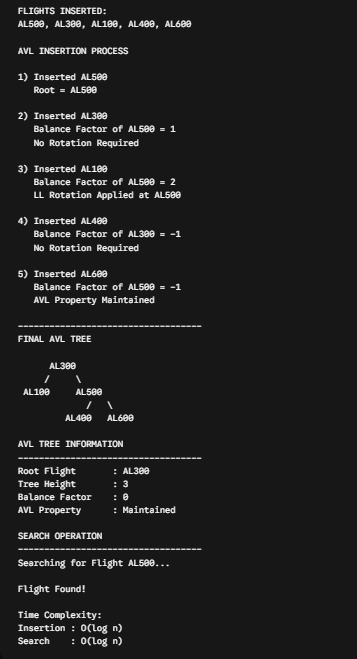 FLIGHTS INSERTED:
AL500, AL300, AL100, AL400, AL600
AVL INSERTION PROCESS
1) Inserted AL500
Root = AL500
2) Inserted AL300
Balance Factor of AL500 = 1
No Rotation Required
3) Inserted AL100
Balance Factor of AL500 = 2
LL Rotation Applied at AL500
4) Inserted AL400
Balance Factor of AL300 = -1
No Rotation Required
5) Inserted AL600
Balance Factor of AL500 = -1
AVL Property Maintained
-----------------------------------
FINAL AVL TREE
AL300
/ \
AL100 AL500
/ \
AL400 AL600
AVL TREE INFORMATION
-----------------------------------
Root Flight : AL300
Tree Height : 3
Balance Factor : 0
AVL Property : Maintained
SEARCH OPERATION
-----------------------------------
Searching for Flight AL500...
Flight Found!
Time Complexity:
Insertion : O(log n)
Search : O(log n)